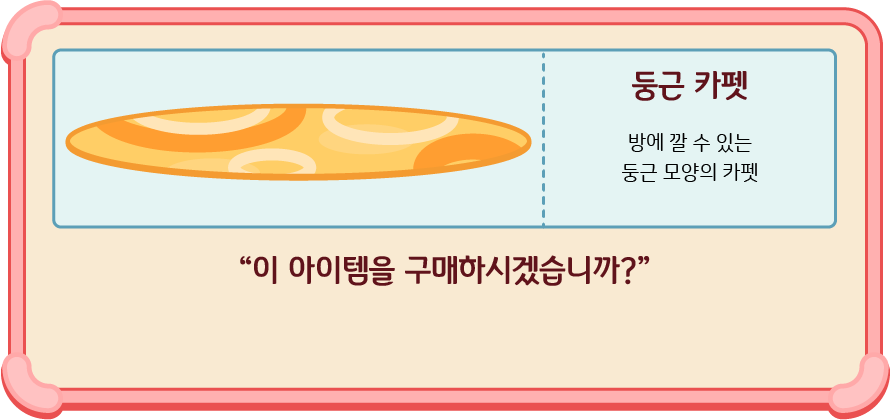 둥근 카펫
방에 깔 수 있는
둥근 모양의 카펫
“이 아이템을 구매하시겠습니까?”